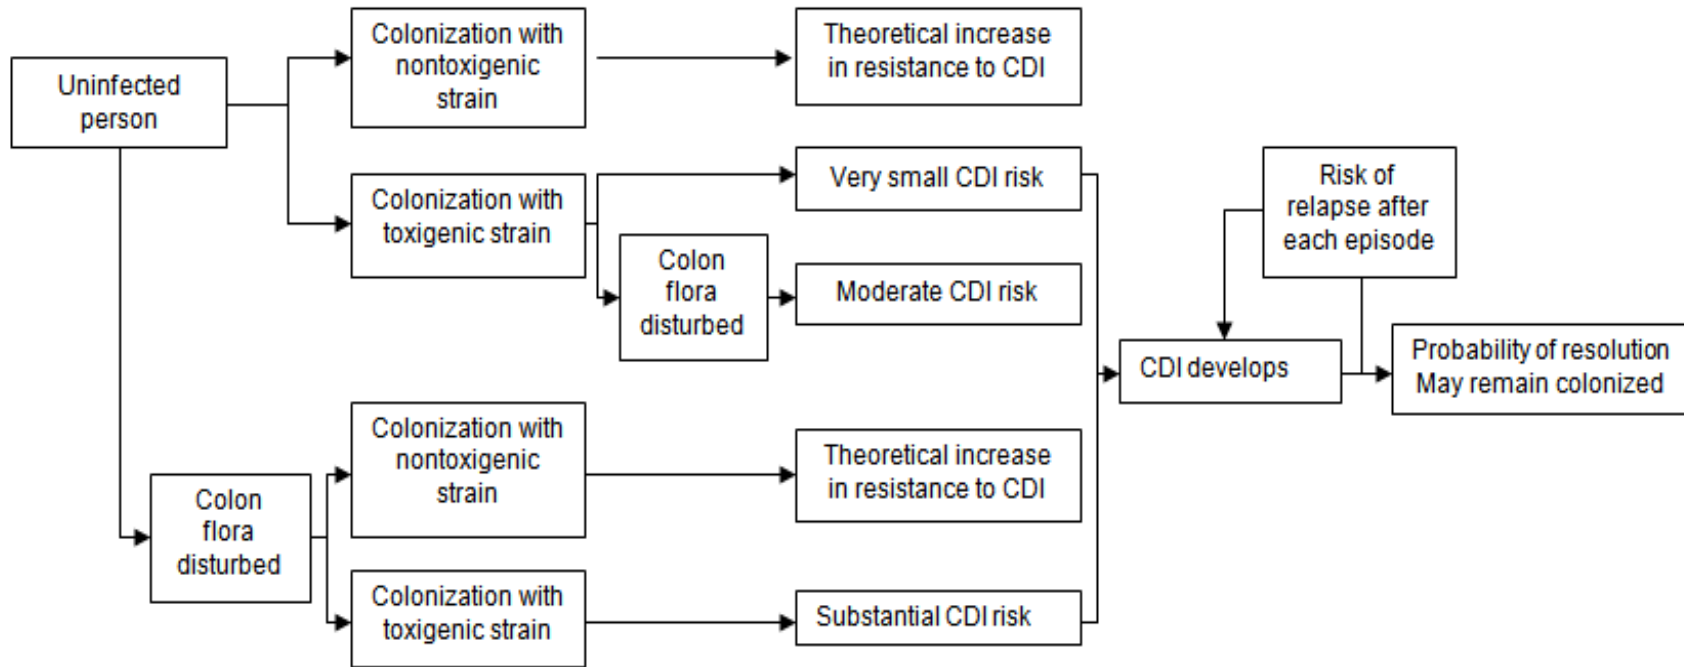 Uninfected
person
Colonization with
nontoxigenic
strain
Theoretical increase
in resistance to CDI
Colonization with
toxigenic strain
Very small CDI risk
Colon
flora
disturbed
Moderate CDI risk
Risk of
relapse after
each episode
CDI develops
Probability of resolution
May remain colonized
Colon
flora
disturbed
Colonization with
nontoxigenic
strain
Theoretical increase
in resistance to CDI
Colonization with
toxigenic strain
Substantial CDI risk